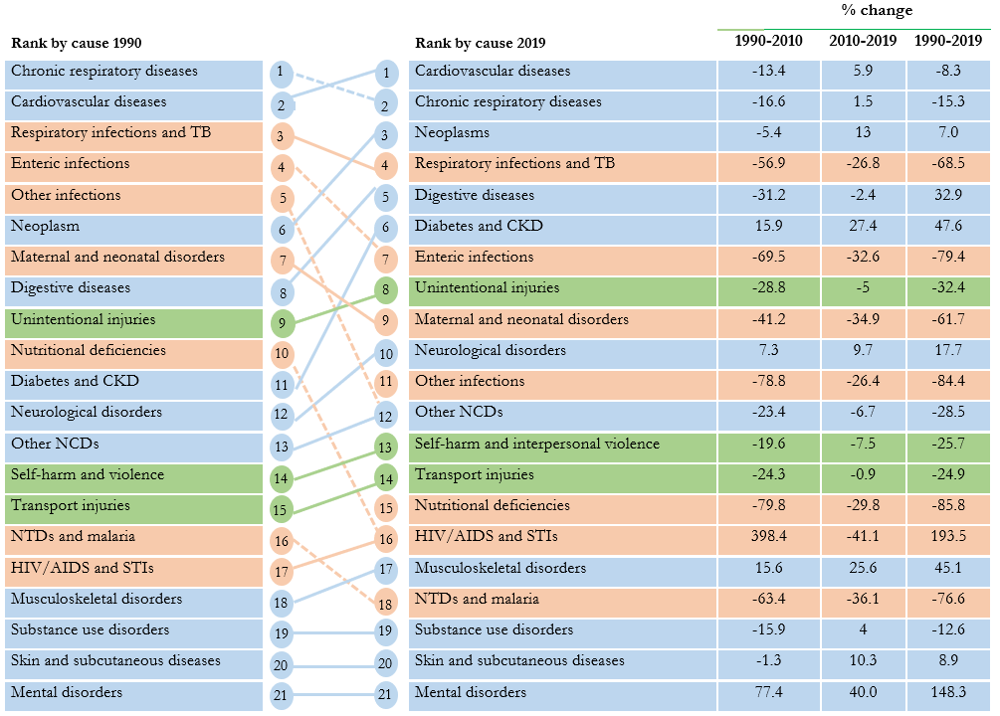 % change
Rank by cause 1990 Rank by cause 2019 1990-2010 2010-2019 1990-2019
Chronic respiratory diseases 1 1 Cardiovascular diseases -13.4 5.9 -8.3
Cardiovascular diseases 2 2 Chronic respiratory diseases -16.6 1.5 -15.3
Respiratory infections and TB 3 3 Neoplasms -5.4 13 7.0
Enteric infections 4 4 Respiratory infections and TB -56.9 -26.8 -68.5
Other infections 5 5 Digestive diseases -31.2 -2.4 32.9
Neoplasm 6 6 Diabetes and CKD 15.9 27.4 47.6
Maternal and neonatal disorders 7 7 Enteric infections -69.5 -32.6 -79.4
Digestive diseases 8 8 Unintentional injuries -28.8 -5 -32.4
Unintentional injuries 9 9 Maternal and neonatal disorders -41.2 -34.9 -61.7
Nutritional deficiencies 10 10 Neurological disorders 7.3 9.7 17.7
Diabetes and CKD 11 11 Other infections -78.8 -26.4 -84.4
Neurological disorders 12 12 Other NCDs -23.4 -6.7 -28.5
Other NCDs 13 13 Self-harm and interpersonal violence -19.6 -7.5 -25.7
Self-harm and violence 14 14 Transport injuries -24.3 -0.9 -24.9
Transport injuries 15 15 Nutritional deficiencies -79.8 -29.8 -85.8
NTDs and malaria 16 16 HIV/AIDS and STIs 398.4 -41.1 193.5
HIV/AIDS and STIs 17 17 Musculoskeletal disorders 15.6 25.6 45.1
Musculoskeletal disorders 18 18 NTDs and malaria -63.4 -36.1 -76.6
Substance use disorders 19 19 Substance use disorders -15.9 4 -12.6
Skin and subcutaneous diseases 20 20 Skin and subcutaneous diseases -1.3 10.3 8.9
Mental disorders 21 21 Mental disorders 77.4 40.0 148.3